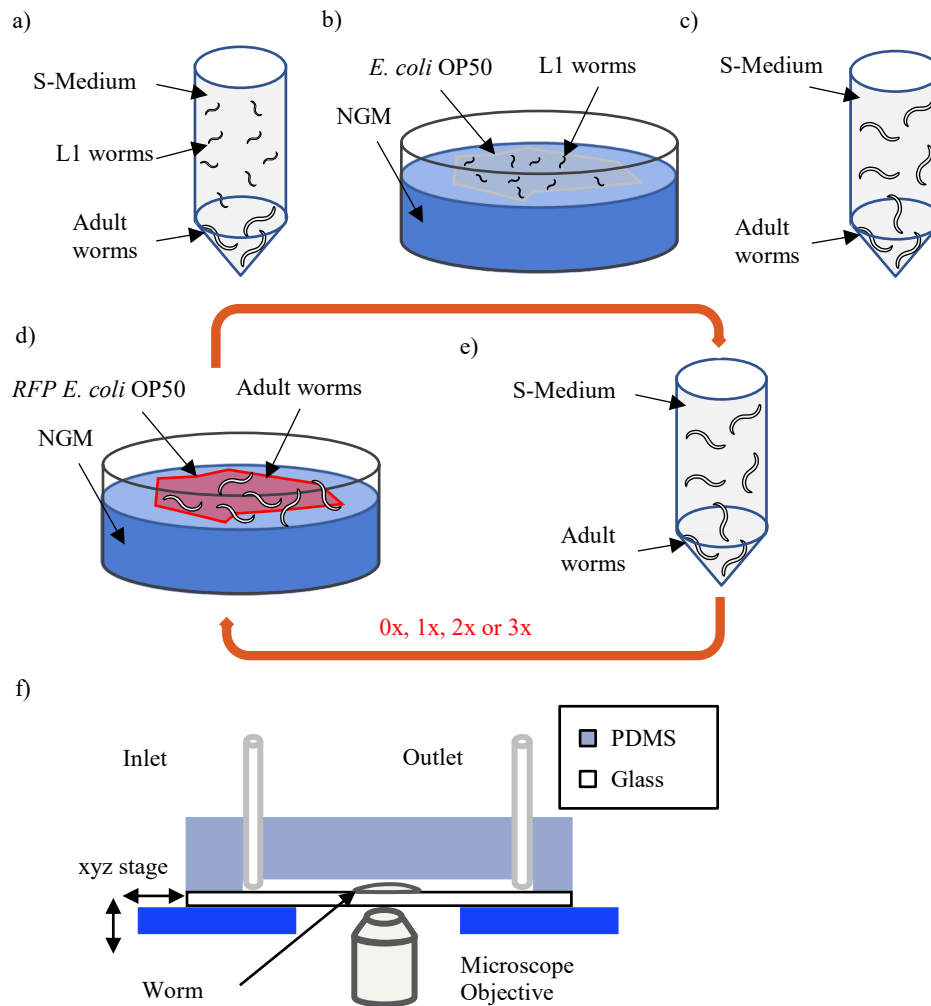 a)
S-Medium
L1 worms
Adult
worms
b)
E. coli OP50
L1 worms
NGM
c)
S-Medium
Adult
worms
d)
RFP E. coli OP50
Adult worms
NGM
e)
S-Medium
Adult
worms
0x, 1x, 2x or 3x
f)
Inlet
Outlet
PDMS
Glass
xyz stage
Worm
Microscope
Objective